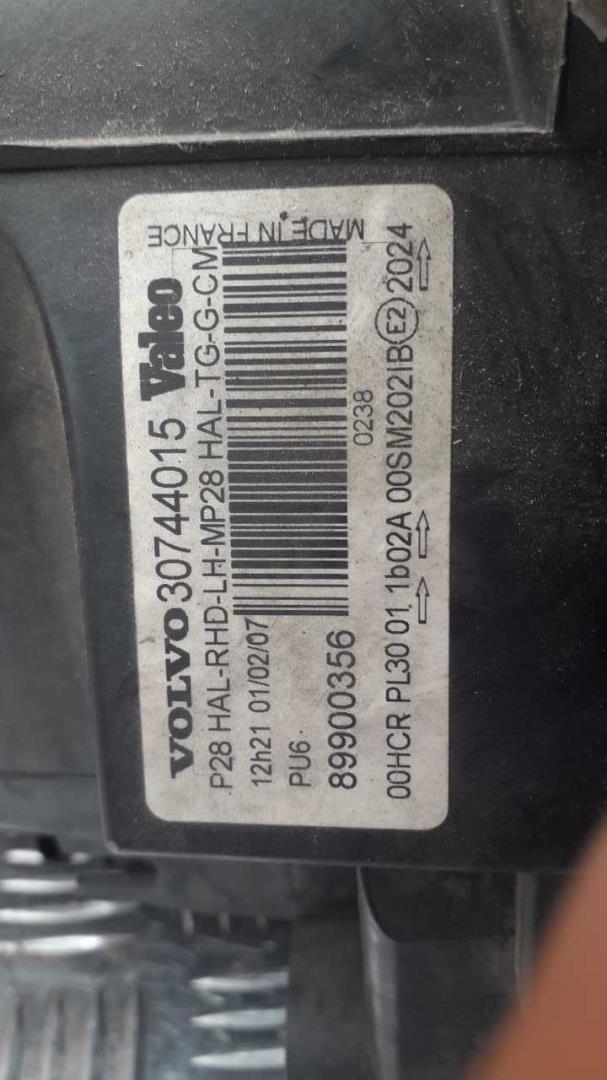 VOLVO 30744015 Valeo
P28 HAL-RHD-LH-MP28 HAL-TG-G-CM
MADE IN FRANCE
12h21 01/02/07
PU6
89900356
0238
00HCR PL30 01 1b02A 00SM202IB E2 2024